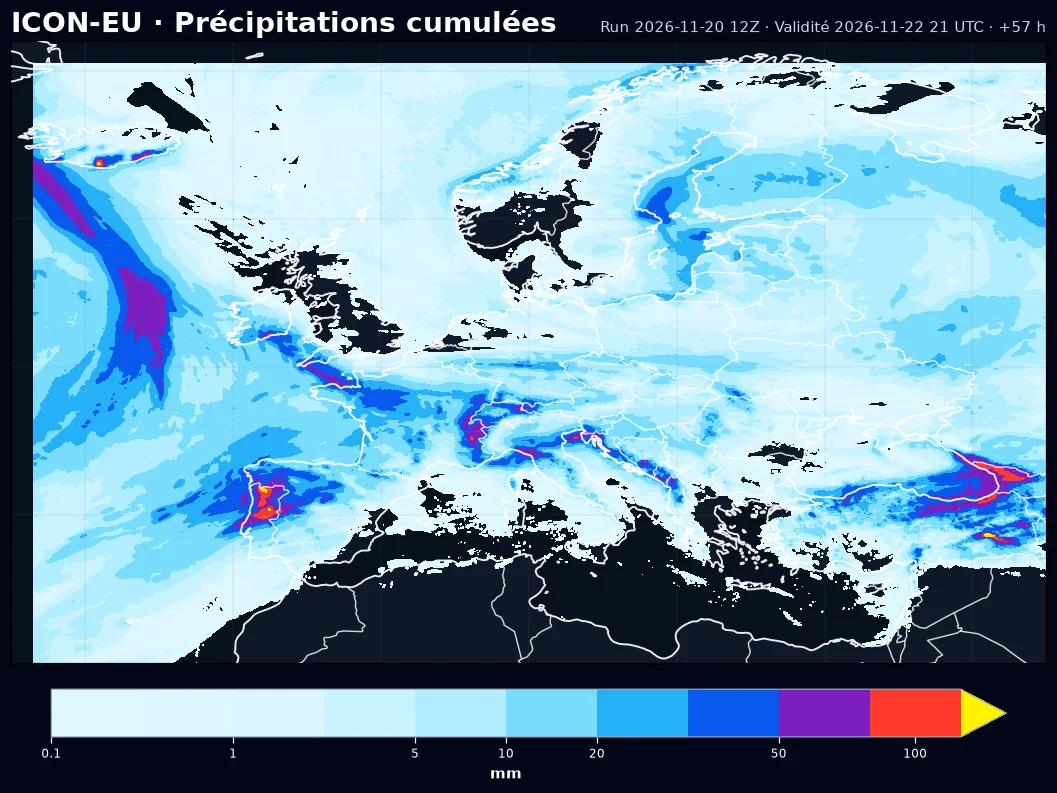 ICON-EU · Précipitations cumulées
Run 2026-11-20 12Z · Validité 2026-11-22 21 UTC · +57 h
0.1 1 5 10 20 50 100
mm